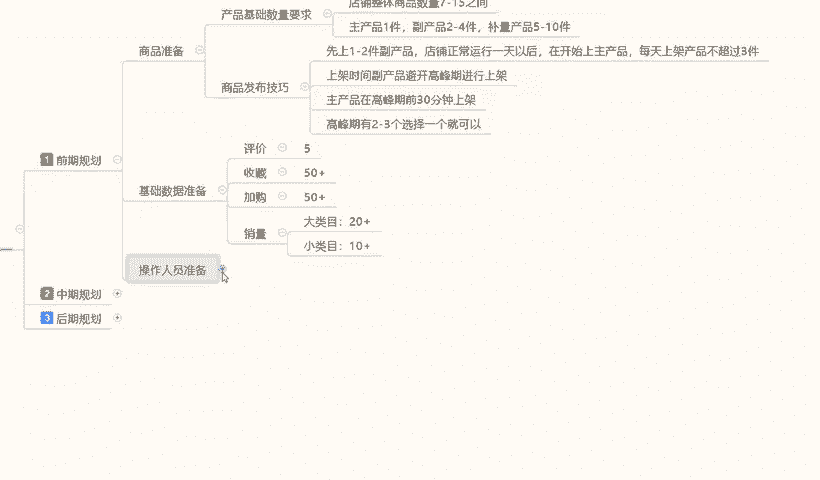 店铺整体商品数量7-15之间
产品基础数量要求
主产品1件，副产品2-4件，补量产品5-10件
商品准备
先上1-2件副产品，店铺正常运行一天以后，在开始上主产品，每天上架产品不超过3件
上架时间副产品避开高峰期进行上架
商品发布技巧
主产品在高峰期前30分钟上架
高峰期有2-3个选择一个就可以
评价 5
1 前期规划
收藏 50+
基础数据准备
加购 50+
大类目：20+
销量
小类目：10+
操作人员准备
2 中期规划
3 后期规划